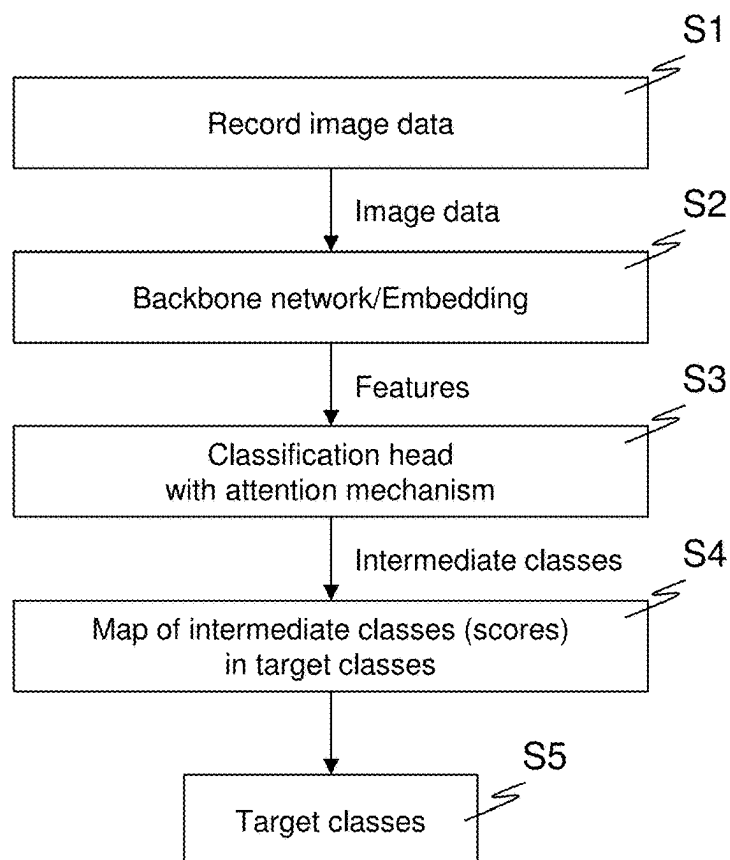 S1
Record image data
Image data
S2
Backbone network/Embedding
Features
S3
Classification head
with attention mechanism
Intermediate classes
S4
Map of intermediate classes (scores)
in target classes
S5
Target classes